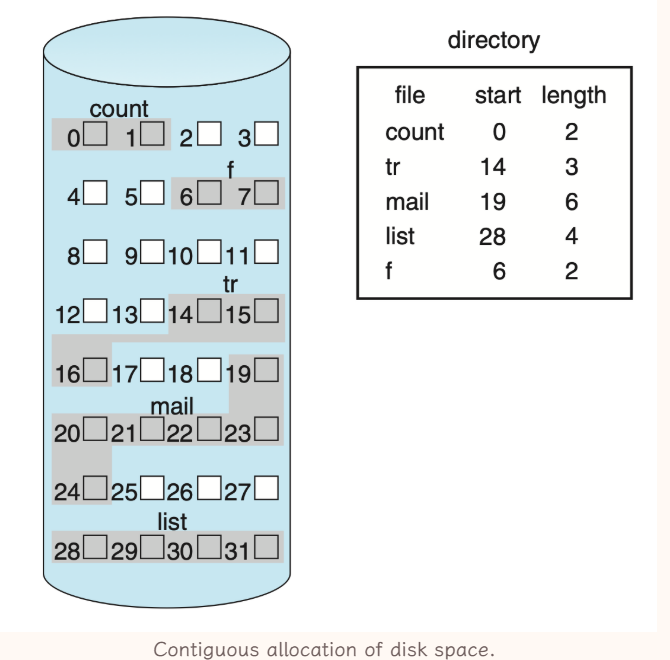 directory
file start length
count 0 2
tr 14 3
mail 19 6
list 28 4
f 6 2
count
0 1 2 3
f
4 5 6 7
8 9 10 11
tr
12 13 14 15
16 17 18 19
mail
20 21 22 23
24 25 26 27
list
28 29 30 31
Contiguous allocation of disk space.